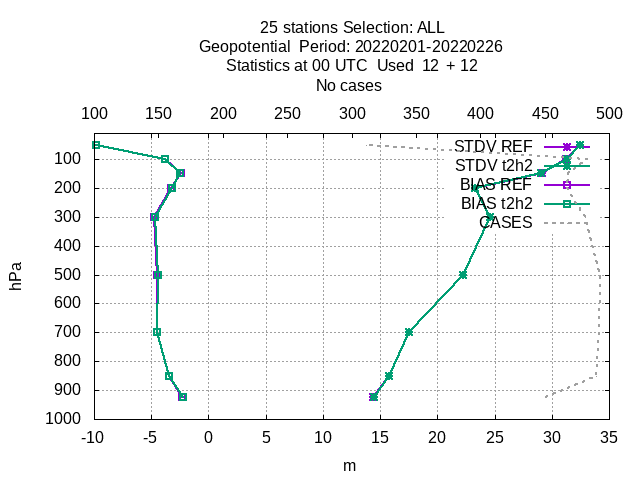 25 stations Selection: ALL
Geopotential  Period: 20220201-20220226
Statistics at 00 UTC  Used  12  + 12
No cases
100 150 200 250 300 350 400 450 500
STDV REF
STDV t2h2
BIAS REF
BIAS t2h2
CASES
hPa
100
200
300
400
500
600
700
800
900
1000
-10 -5 0 5 10 15 20 25 30 35
m